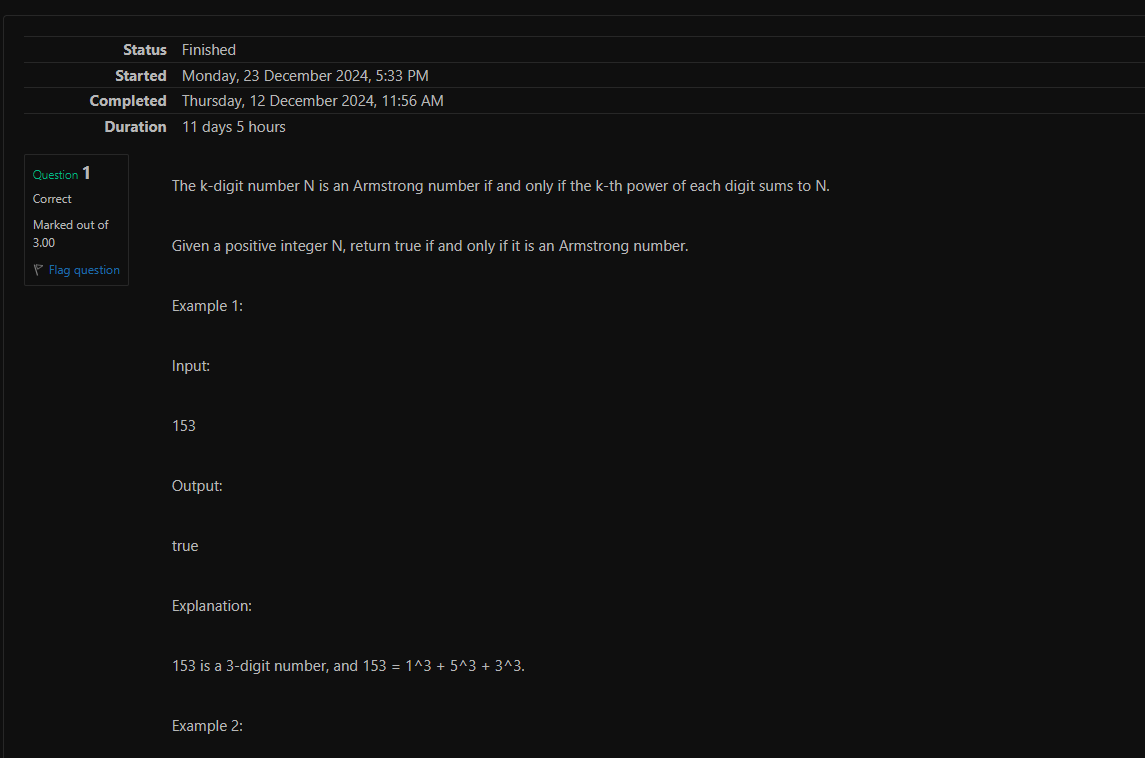 Status Finished
Started Monday, 23 December 2024, 5:33 PM
Completed Thursday, 12 December 2024, 11:56 AM
Duration 11 days 5 hours
Question 1
Correct
Marked out of
3.00
Flag question
The k-digit number N is an Armstrong number if and only if the k-th power of each digit sums to N.
Given a positive integer N, return true if and only if it is an Armstrong number.
Example 1:
Input:
153
Output:
true
Explanation:
153 is a 3-digit number, and 153 = 1^3 + 5^3 + 3^3.
Example 2: